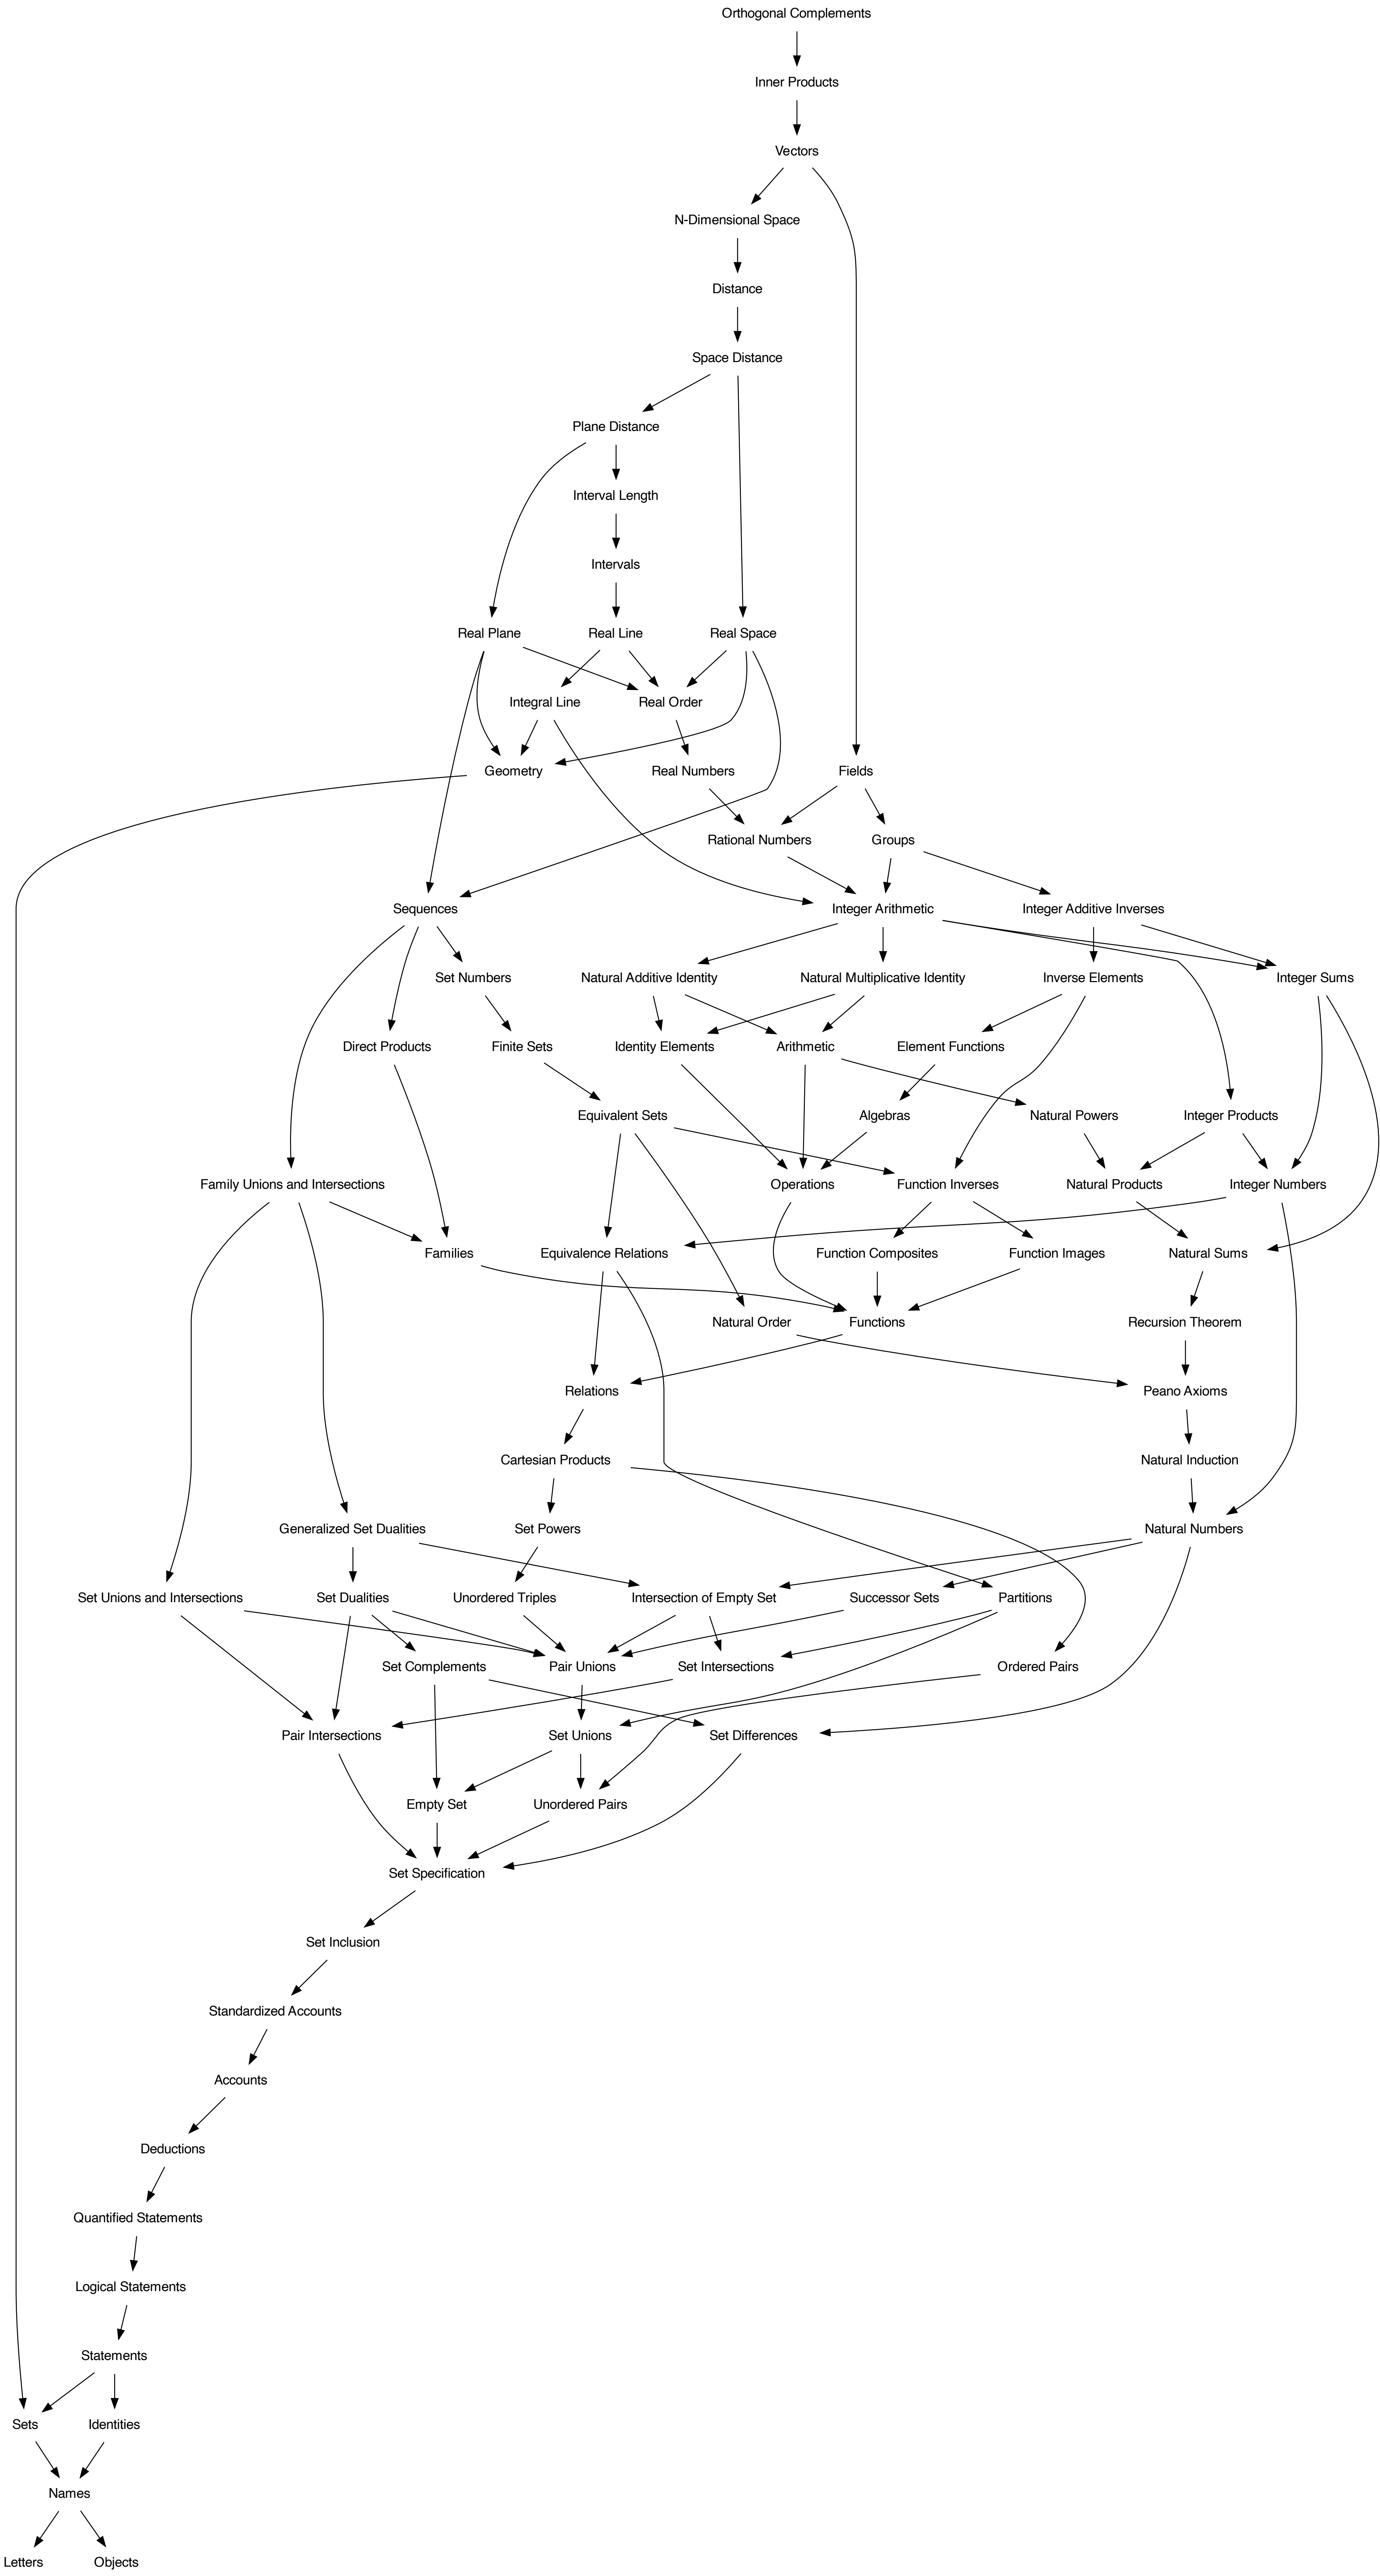 Orthogonal Complements
Inner Products
Vectors
N-Dimensional Space
Distance
Space Distance
Plane Distance
Interval Length
Intervals
Real Plane
Real Line
Real Space
Integral Line
Real Order
Geometry
Real Numbers
Fields
Rational Numbers
Groups
Sequences
Integer Arithmetic
Integer Additive Inverses
Set Numbers
Natural Additive Identity
Natural Multiplicative Identity
Inverse Elements
Integer Sums
Direct Products
Finite Sets
Identity Elements
Arithmetic
Element Functions
Equivalent Sets
Algebras
Natural Powers
Integer Products
Family Unions and Intersections
Operations
Function Inverses
Natural Products
Integer Numbers
Families
Equivalence Relations
Function Composites
Function Images
Natural Sums
Natural Order
Functions
Recursion Theorem
Relations
Peano Axioms
Cartesian Products
Natural Induction
Generalized Set Dualities
Set Powers
Natural Numbers
Set Unions and Intersections
Set Dualities
Unordered Triples
Intersection of Empty Set
Successor Sets
Partitions
Set Complements
Pair Unions
Set Intersections
Ordered Pairs
Pair Intersections
Set Unions
Set Differences
Empty Set
Unordered Pairs
Set Specification
Set Inclusion
Standardized Accounts
Accounts
Deductions
Quantified Statements
Logical Statements
Statements
Sets
Identities
Names
Letters
Objects